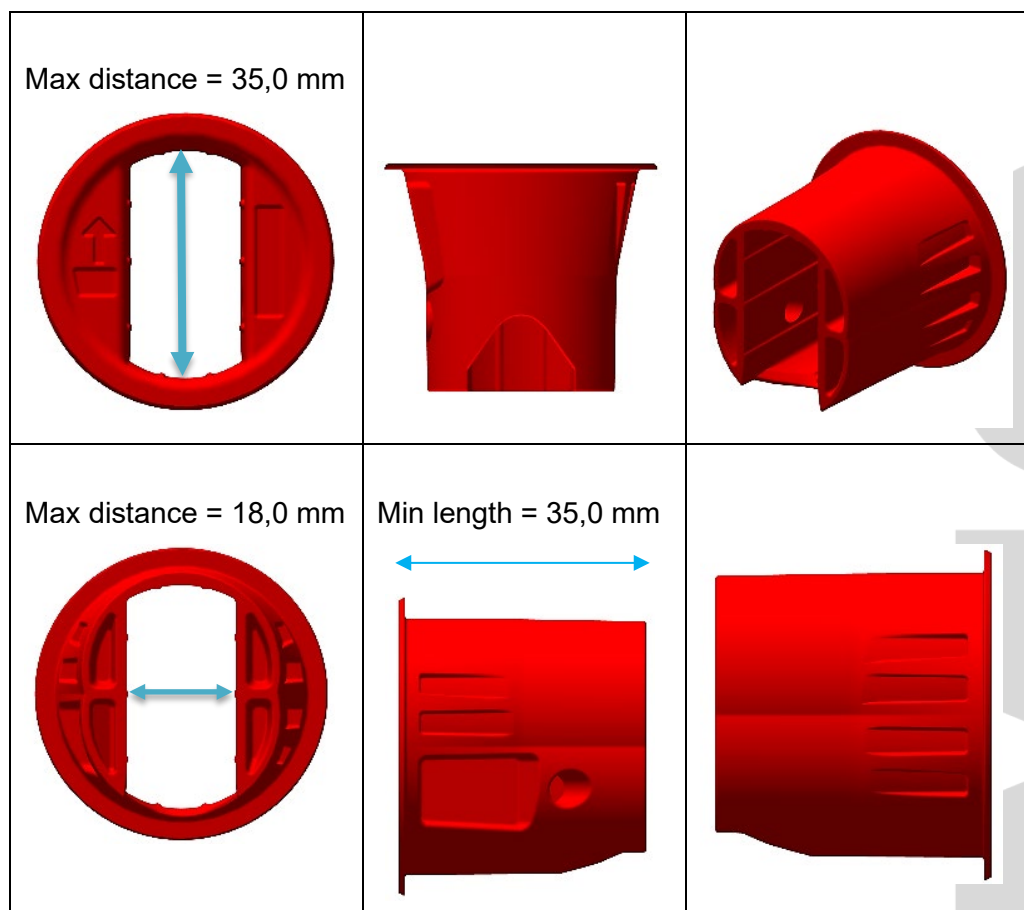 Max distance = 35,0 mm
Max distance = 18,0 mm
Min length = 35,0 mm